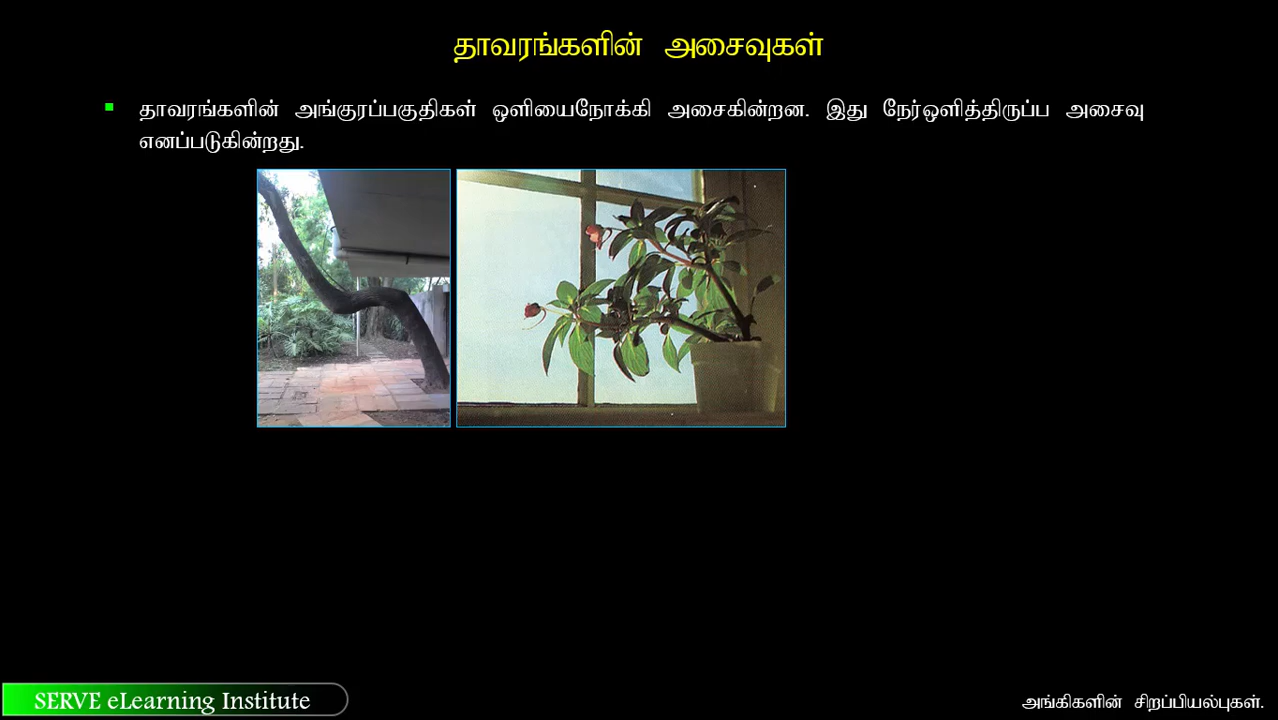 தாவரங்களின் அசைவுகள்
தாவரங்களின் அங்குரப்பகுதிகள் ஒளியைநோக்கி அசைகின்றன. இது நேர்ஒளித்திருப்ப அசைவு
எனப்படுகின்றது.
SERVE eLearning Institute
அங்கிகளின் சிறப்பியல்புகள்.